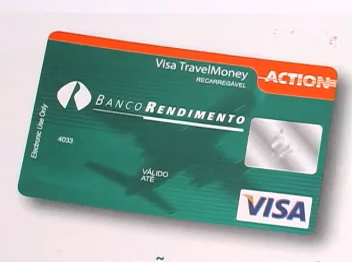 Visa TravelMoney
RECARREGÁVEL
ACTION
BANCO RENDIMENTO
Electronic Use Only
4033
VÁLIDO
ATÉ
VISA